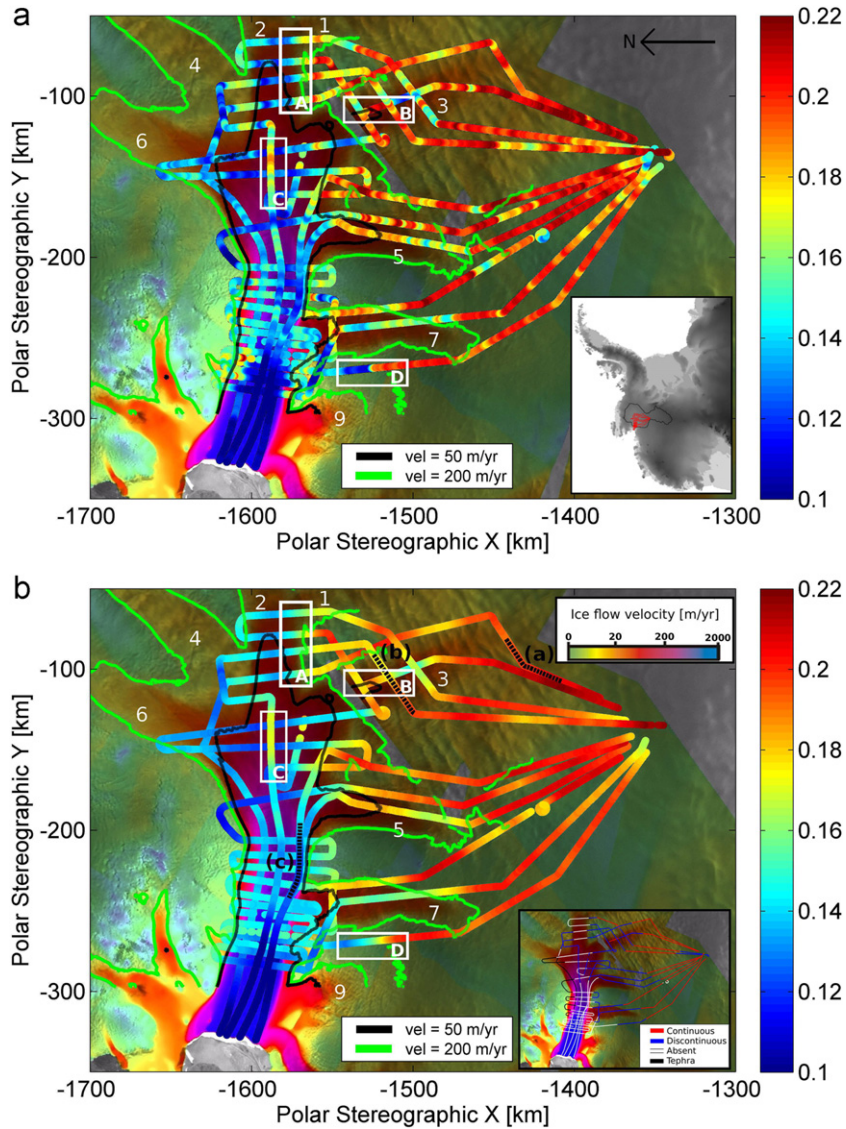 a
0.22
0.2
0.18
0.16
0.14
0.12
0.1
-100
-200
-300
Polar Stereographic Y [km]
-1700
-1600
-1500
-1400
-1300
Polar Stereographic X [km]
N
1
2
3
4
5
6
7
9
A
B
C
D
vel = 50 m/yr
vel = 200 m/yr
b
0.22
0.2
0.18
0.16
0.14
0.12
0.1
-100
-200
-300
Polar Stereographic Y [km]
-1700
-1600
-1500
-1400
-1300
Polar Stereographic X [km]
Ice flow velocity [m/yr]
0
20
200
2000
1
2
3
4
5
6
7
9
A
B
C
D
(a)
(b)
(c)
vel = 50 m/yr
vel = 200 m/yr
Continuous
Discontinuous
Absent
Tephra